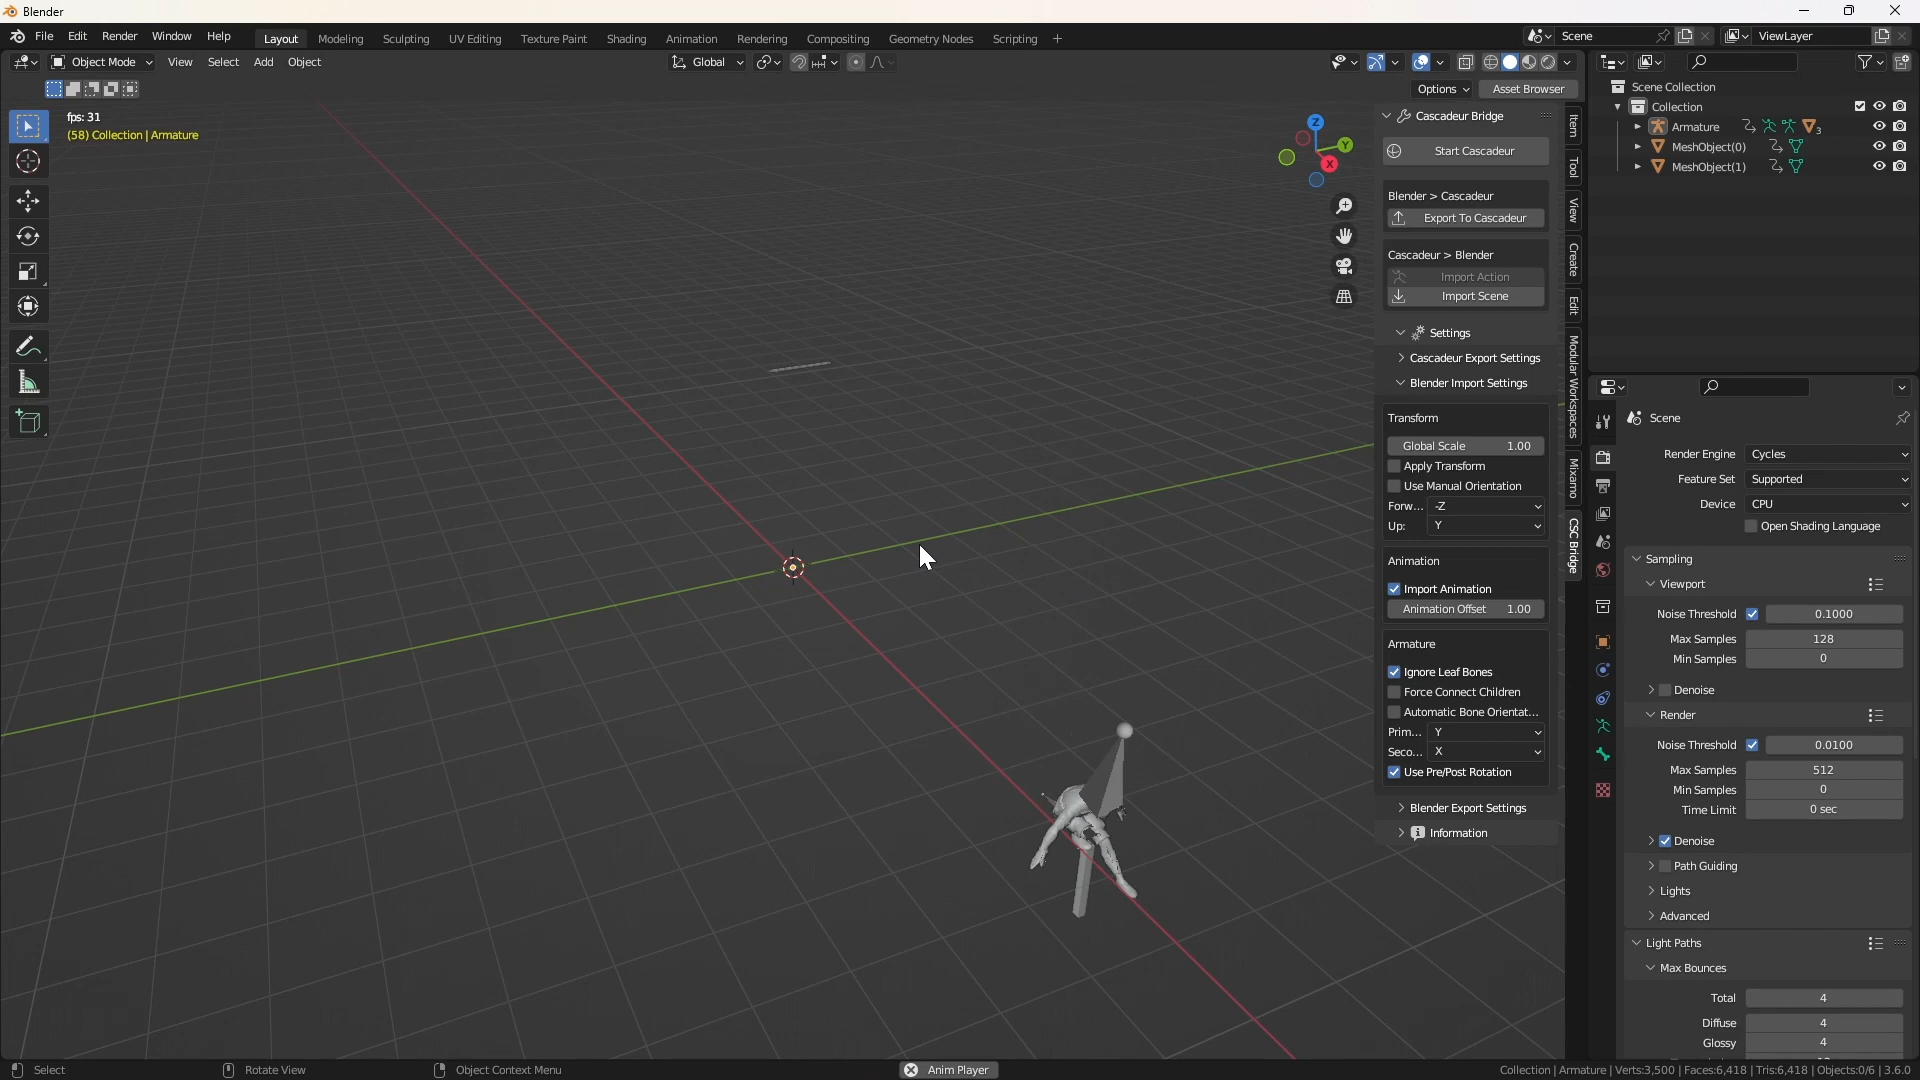 Blender
File Edit Render Window Help Layout Modeling Sculpting UV Editing Texture Paint Shading Animation Rendering Compositing Geometry Nodes Scripting + Scene ViewLayer
Object Mode View Select Add Object Global
Options Asset Browser
fps: 31
(58) Collection | Armature
Z
Y
X
Cascadeur Bridge
Start Cascadeur
Blender > Cascadeur
Export To Cascadeur
Cascadeur > Blender
Import Action
Import Scene
Settings
Cascadeur Export Settings
Blender Import Settings
Transform
Global Scale 1.00
Apply Transform
Use Manual Orientation
Forw... -Z
Up: Y
Animation
Import Animation
Animation Offset 1.00
Armature
Ignore Leaf Bones
Force Connect Children
Automatic Bone Orientat...
Prim... Y
Seco... X
Use Pre/Post Rotation
Blender Export Settings
Information
Item
Tool
View
Create
Edit
Modular Workspaces
Mixamo
CSC Bridge
Scene Collection
Collection
Armature 3
MeshObject(0)
MeshObject(1)
Scene
Render Engine Cycles
Feature Set Supported
Device CPU
Open Shading Language
Sampling
Viewport
Noise Threshold 0.1000
Max Samples 128
Min Samples 0
Denoise
Render
Noise Threshold 0.0100
Max Samples 512
Min Samples 0
Time Limit 0 sec
Denoise
Path Guiding
Lights
Advanced
Light Paths
Max Bounces
Total 4
Diffuse 4
Glossy 4
Select Rotate View Object Context Menu Anim Player Collection | Armature | Verts:3,500 | Faces:6,418 | Tris:6,418 | Objects:0/6 | 3.6.0